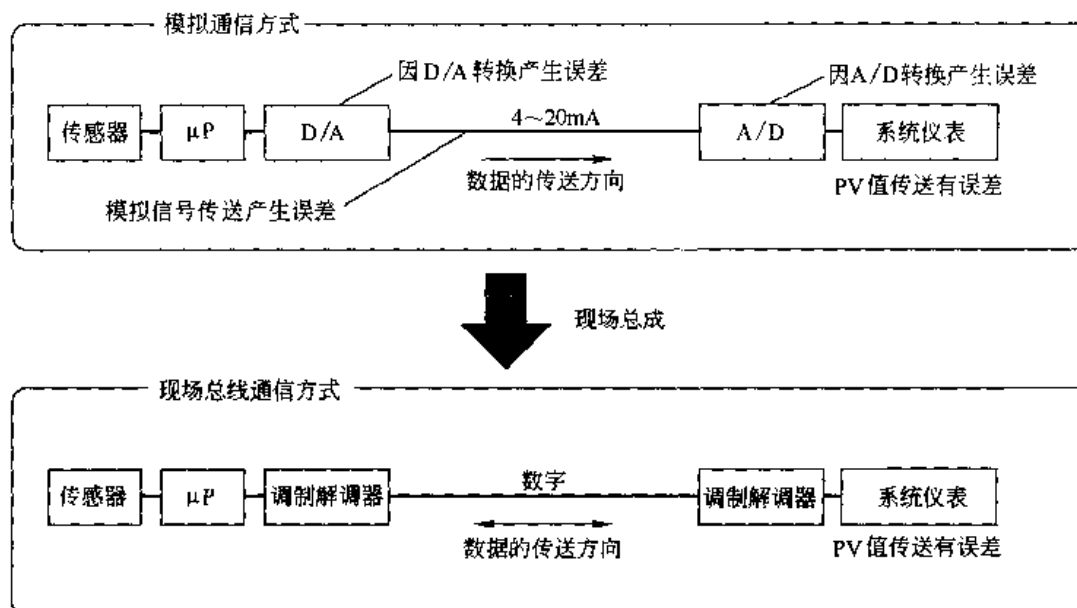 模拟通信方式
因D/A转换产生误差
因A/D转换产生误差
传感器
μP
D/A
4～20mA
A/D
系统仪表
数据的传送方向
PV值传送有误差
模拟信号传送产生误差
现场总成
现场总线通信方式
传感器
μP
调制解调器
数字
调制解调器
系统仪表
数据的传送方向
PV值传送有误差